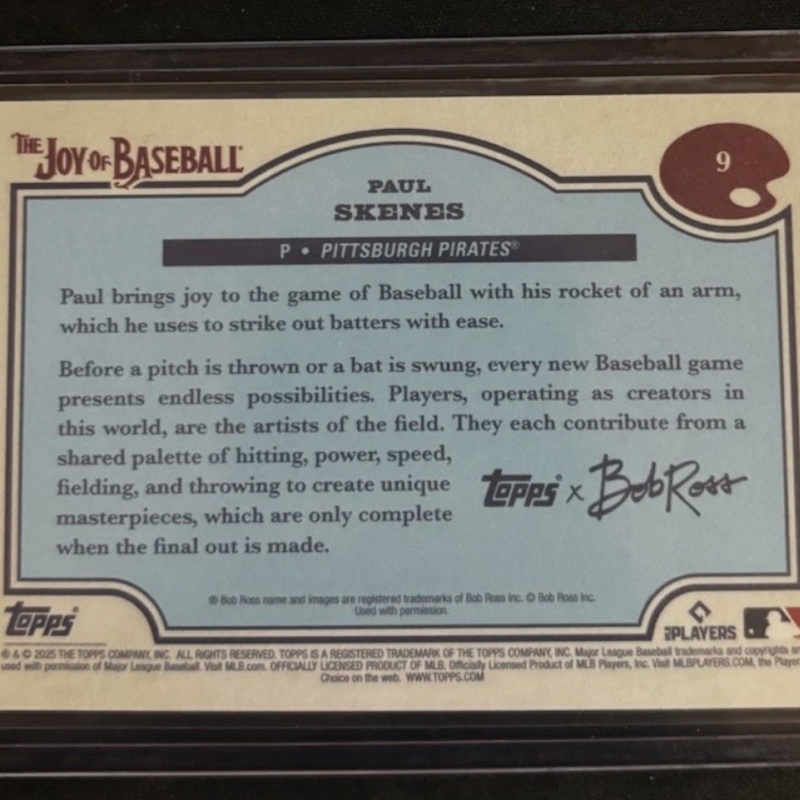 THE JOY OF BASEBALL
9
PAUL
SKENES
P • PITTSBURGH PIRATES®
Paul brings joy to the game of Baseball with his rocket of an arm,
which he uses to strike out batters with ease.
Before a pitch is thrown or a bat is swung, every new Baseball game
presents endless possibilities. Players, operating as creators in
this world, are the artists of the field. They each contribute from a
shared palette of hitting, power, speed,
fielding, and throwing to create unique
masterpieces, which are only complete
when the final out is made.
Topps x Bob Ross
® Bob Ross name and images are registered trademarks of Bob Ross Inc. © Bob Ross Inc.
Used with permission.
Topps
PLAYERS
® & © 2025 THE TOPPS COMPANY, INC. ALL RIGHTS RESERVED. TOPPS IS A REGISTERED TRADEMARK OF THE TOPPS COMPANY, INC. Major League Baseball trademarks and copyrights
used with permission of Major League Baseball. Visit MLB.com. OFFICIALLY LICENSED PRODUCT OF MLB. Officially Licensed Product of MLB Players, Inc. Visit MLBPLAYERS.COM, the Player
Choice on the web. WWW.TOPPS.COM